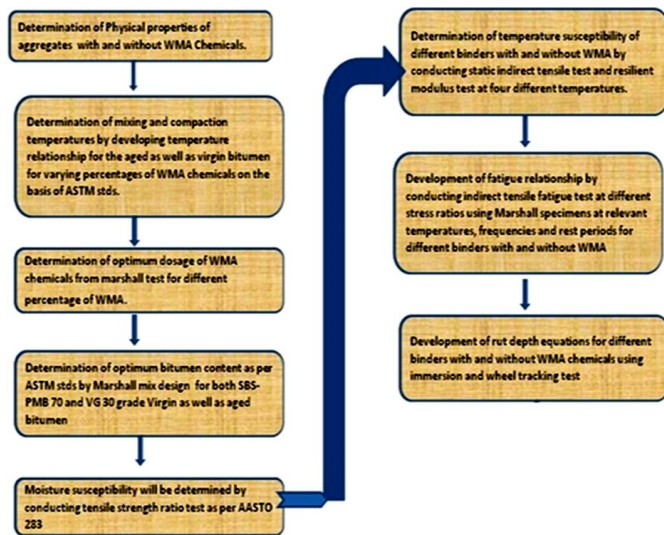 Determination of Physical properties of
aggregates with and without WMA Chemicals.
Determination of mixing and compaction
temperatures by developing temperature
relationship for the aged as well as virgin bitumen
for varying percentages of WMA chemicals on the
basis of ASTM stds.
Determination of optimum dosage of WMA
chemicals from marshall test for different
percentage of WMA.
Determination of optimum bitumen content as per
ASTM stds by Marshall mix design for both SBS-
PMB 70 and VG 30 grade Virgin as well as aged
bitumen
Moisture susceptibility will be determined by
conducting tensile strength ratio test as per AASTO
283
Determination of temperature susceptibility of
different binders with and without WMA by
conducting static indirect tensile test and resilient
modulus test at four different temperatures.
Development of fatigue relationship by
conducting indirect tensile fatigue test at different
stress ratios using Marshall specimens at relevant
temperatures, frequencies and rest periods for
different binders with and without WMA
Development of rut depth equations for different
binders with and without WMA chemicals using
immersion and wheel tracking test